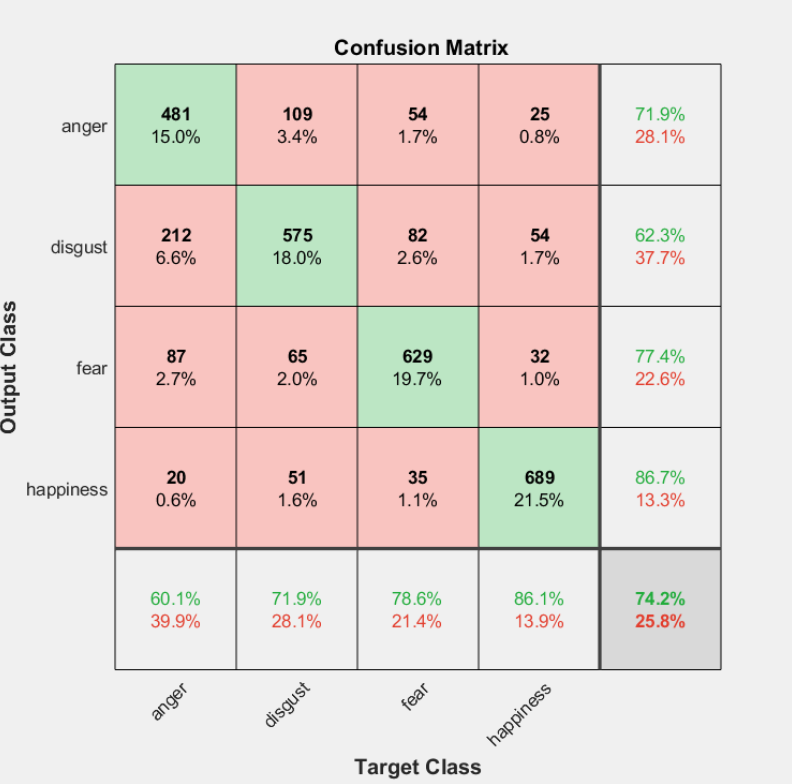 Confusion Matrix
anger 481 109 54 25 71.9%
15.0% 3.4% 1.7% 0.8% 28.1%
disgust 212 575 82 54 62.3%
6.6% 18.0% 2.6% 1.7% 37.7%
fear 87 65 629 32 77.4%
2.7% 2.0% 19.7% 1.0% 22.6%
happiness 20 51 35 689 86.7%
0.6% 1.6% 1.1% 21.5% 13.3%
60.1% 71.9% 78.6% 86.1% 74.2%
39.9% 28.1% 21.4% 13.9% 25.8%
anger disgust fear happiness
Target Class
Output Class